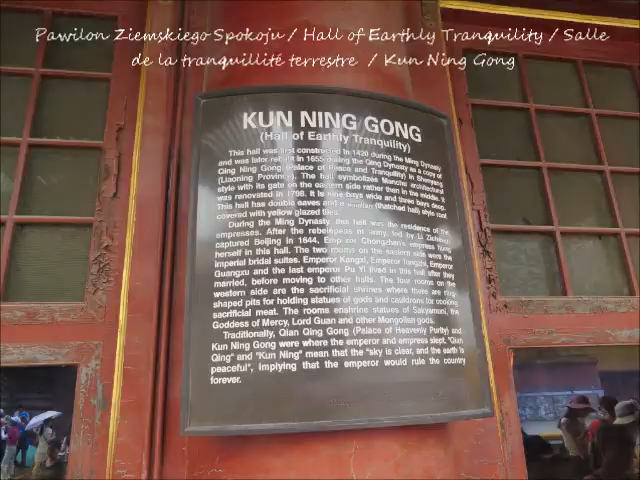 Pawilon Ziemskiego Spokoju / Hall of Earthly Tranquility / Salle
de la tranquillité terrestre / Kun Ning Gong
KUN NING GONG
(Hall of Earthly Tranquility)
This hall was first constructed in 1420 during the Ming Dynasty
and was later rebuilt in 1655 during the Qing Dynasty as a copy of
Qing Ning Gong (Palace of Peace and Tranquility) in Shenyang
(Liaoning Province). The hall symbolizes Manchu architectural
style with its gate on the eastern side rather than in the middle. It
was renovated in 1798. It is nine bays wide and three bays deep.
This hall has double eaves and a (thatched hall) style roof
covered with yellow glazed tiles.
During the Ming Dynasty, this hall was the residence of the
empresses. After the army, led by Li Zicheng,
captured Beijing in 1644, Emperor Chongzhen's empress hung
herself in this hall. The two rooms on the eastern side were the
imperial bridal suites. Emperor Kangxi, Emperor Tongzhi, Emperor
Guangxu and the last emperor Pu Yi lived in this hall after they
married, before moving to other halls. The four rooms on the
western side are the sacrificial shrines where there are
shaped pits for holding statues of gods and cauldrons for cooking
sacrificial meat. The rooms enshrine statues of Sakyamuni, the
Goddess of Mercy, Lord Guan and other Mongolian gods.
Traditionally, Qian Qing Gong (Palace of Heavenly Purity) and
Kun Ning Gong were where the emperor and empress slept. "Qian
Qing" and "Kun Ning" mean that the "sky is clear, and the earth is
peaceful", implying that the emperor would rule the country
forever.